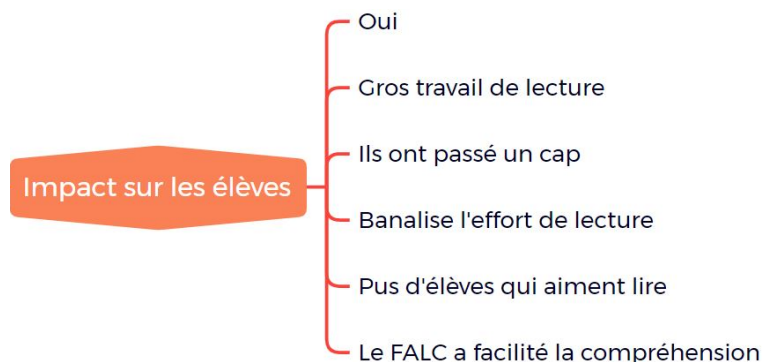 Oui
Gros travail de lecture
Ils ont passé un cap
Impact sur les élèves
Banalise l'effort de lecture
Pus d'élèves qui aiment lire
Le FALC a facilité la compréhension